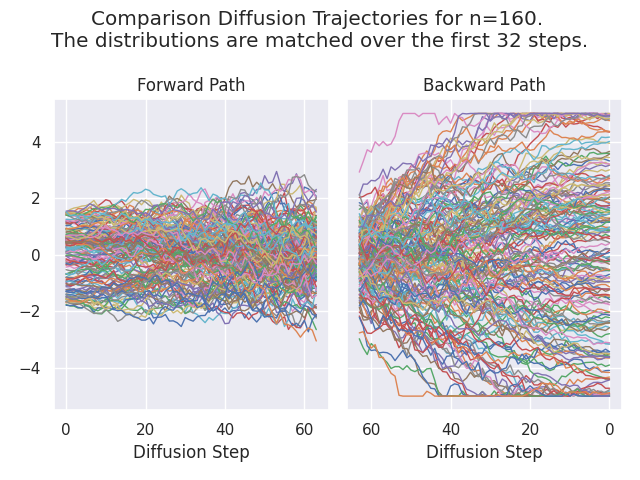 Comparison Diffusion Trajectories for n=160.
The distributions are matched over the first 32 steps.
Forward Path
Backward Path
4
2
0
−2
−4
0 20 40 60
60 40 20 0
Diffusion Step
Diffusion Step